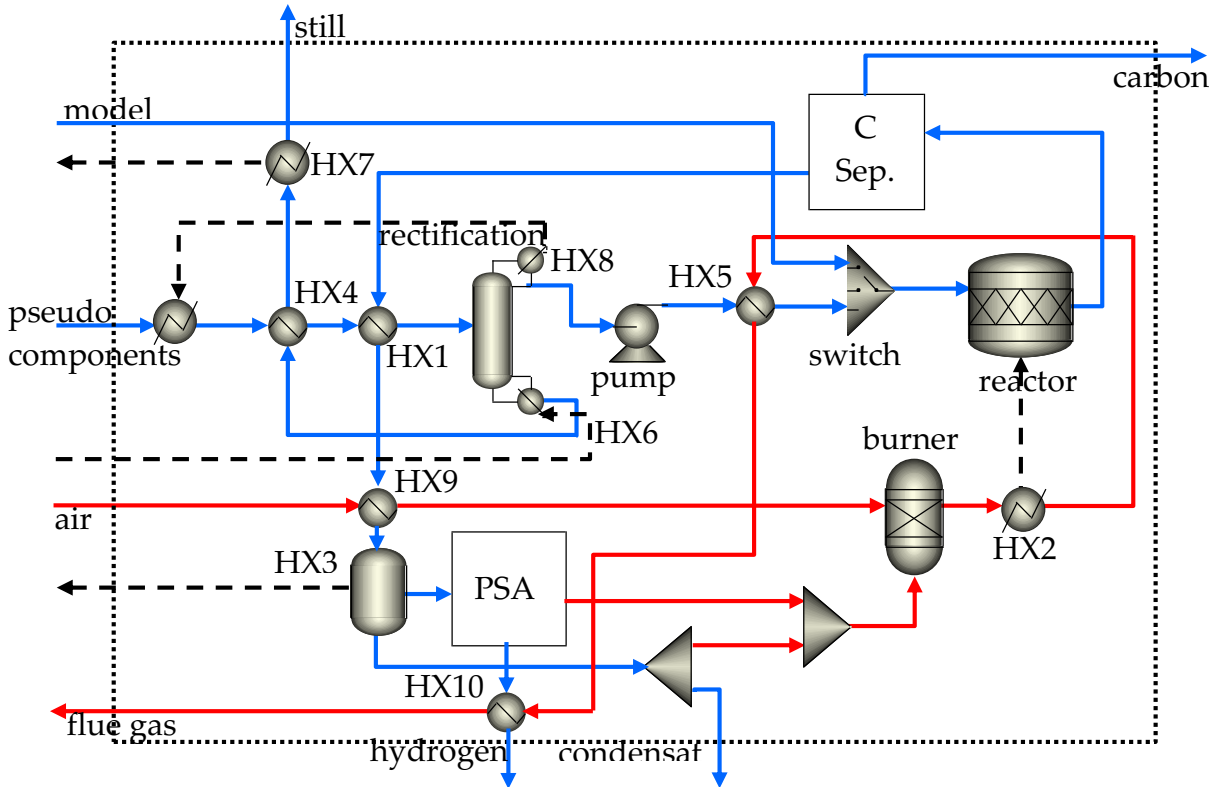 still
carbon
model
C
Sep.
HX7
rectification
HX8
HX5
HX4
pseudo
components
HX1
switch
pump
reactor
HX6
burner
HX9
air
HX2
HX3
PSA
HX10
flue gas
hydrogen
condensat